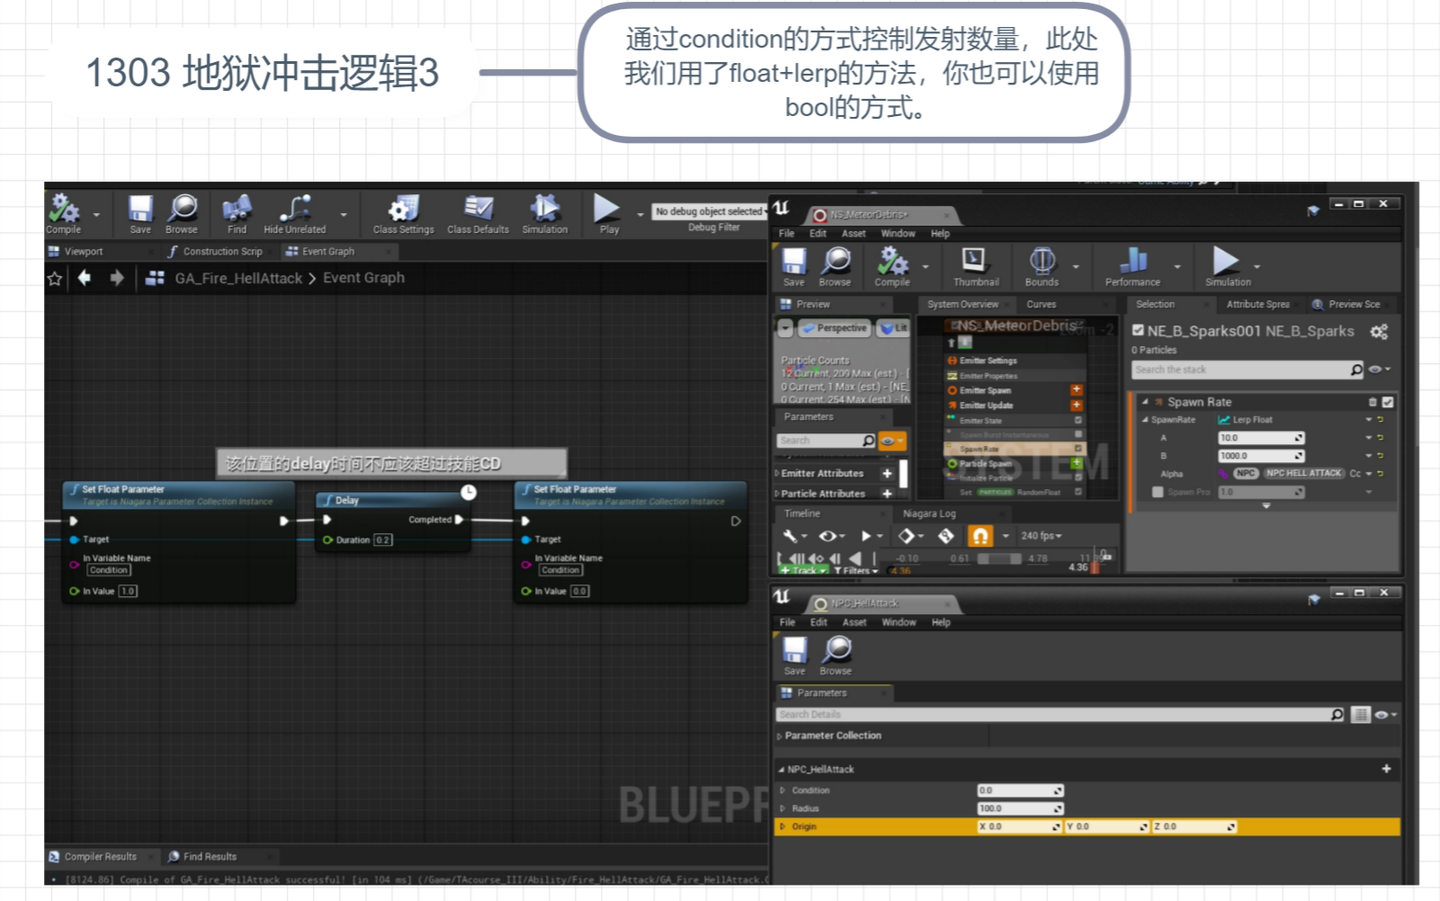 1303 地狱冲击逻辑3
通过condition的方式控制发射数量，此处
我们用了float+lerp的方法，你也可以使用
bool的方式。
Compile
Save
Browse
Find
Hide Unrelated
Class Settings
Class Defaults
Simulation
Play
No debug object selected
Debug Filter
Viewport
Construction Scrip
Event Graph
GA_Fire_HellAttack > Event Graph
该位置的delay时间不应该超过技能CD
Set Float Parameter
Target is Niagara Parameter Collection Instance
Target
In Variable Name
Condition
In Value 1.0
Delay
Completed
Duration 0.2
Set Float Parameter
Target is Niagara Parameter Collection Instance
Target
In Variable Name
Condition
In Value 0.0
BLUEPR
Compiler Results
Find Results
[8124.86] Compile of GA_Fire_HellAttack successful! [in 104 ms] (/Game/TAcourse_III/Ability/Fire_HellAttack/GA_Fire_HellAttack.
NS_MeteorDebris*
File Edit Asset Window Help
Save
Browse
Compile
Thumbnail
Bounds
Performance
Simulation
Preview
Perspective
Lit
Particle Counts
12 Current, 209 Max (est.) - [
0 Current, 1 Max (est.) - [NE_
0 Current, 254 Max (est.) - [N
Parameters
Search
Emitter Attributes
Particle Attributes
System Overview
Curves
NS_MeteorDebris
Zoom -2
Emitter Settings
Emitter Properties
Emitter Spawn
Emitter Update
Emitter State
Spawn Burst Instantaneous
Spawn Rate
Particle Spawn
Initialize Particle
Set PARTICLES RandomFloat
SYSTEM
Selection
Attribute Sprea
Preview Sce
NE_B_Sparks001 NE_B_Sparks
0 Particles
Search the stack
Spawn Rate
SpawnRate Lerp Float
A 10.0
B 1000.0
Alpha NPC NPC HELL ATTACK Cc
Spawn Pro 1.0
Timeline
Niagara Log
240 fps
-0.10 0.61 4.78
4.36
+ Track
Filters
4.36
NPC_HellAttack
File Edit Asset Window Help
Save
Browse
Parameters
Search Details
Parameter Collection
NPC_HellAttack
Condition 0.0
Radius 100.0
Origin X 0.0 Y 0.0 Z 0.0